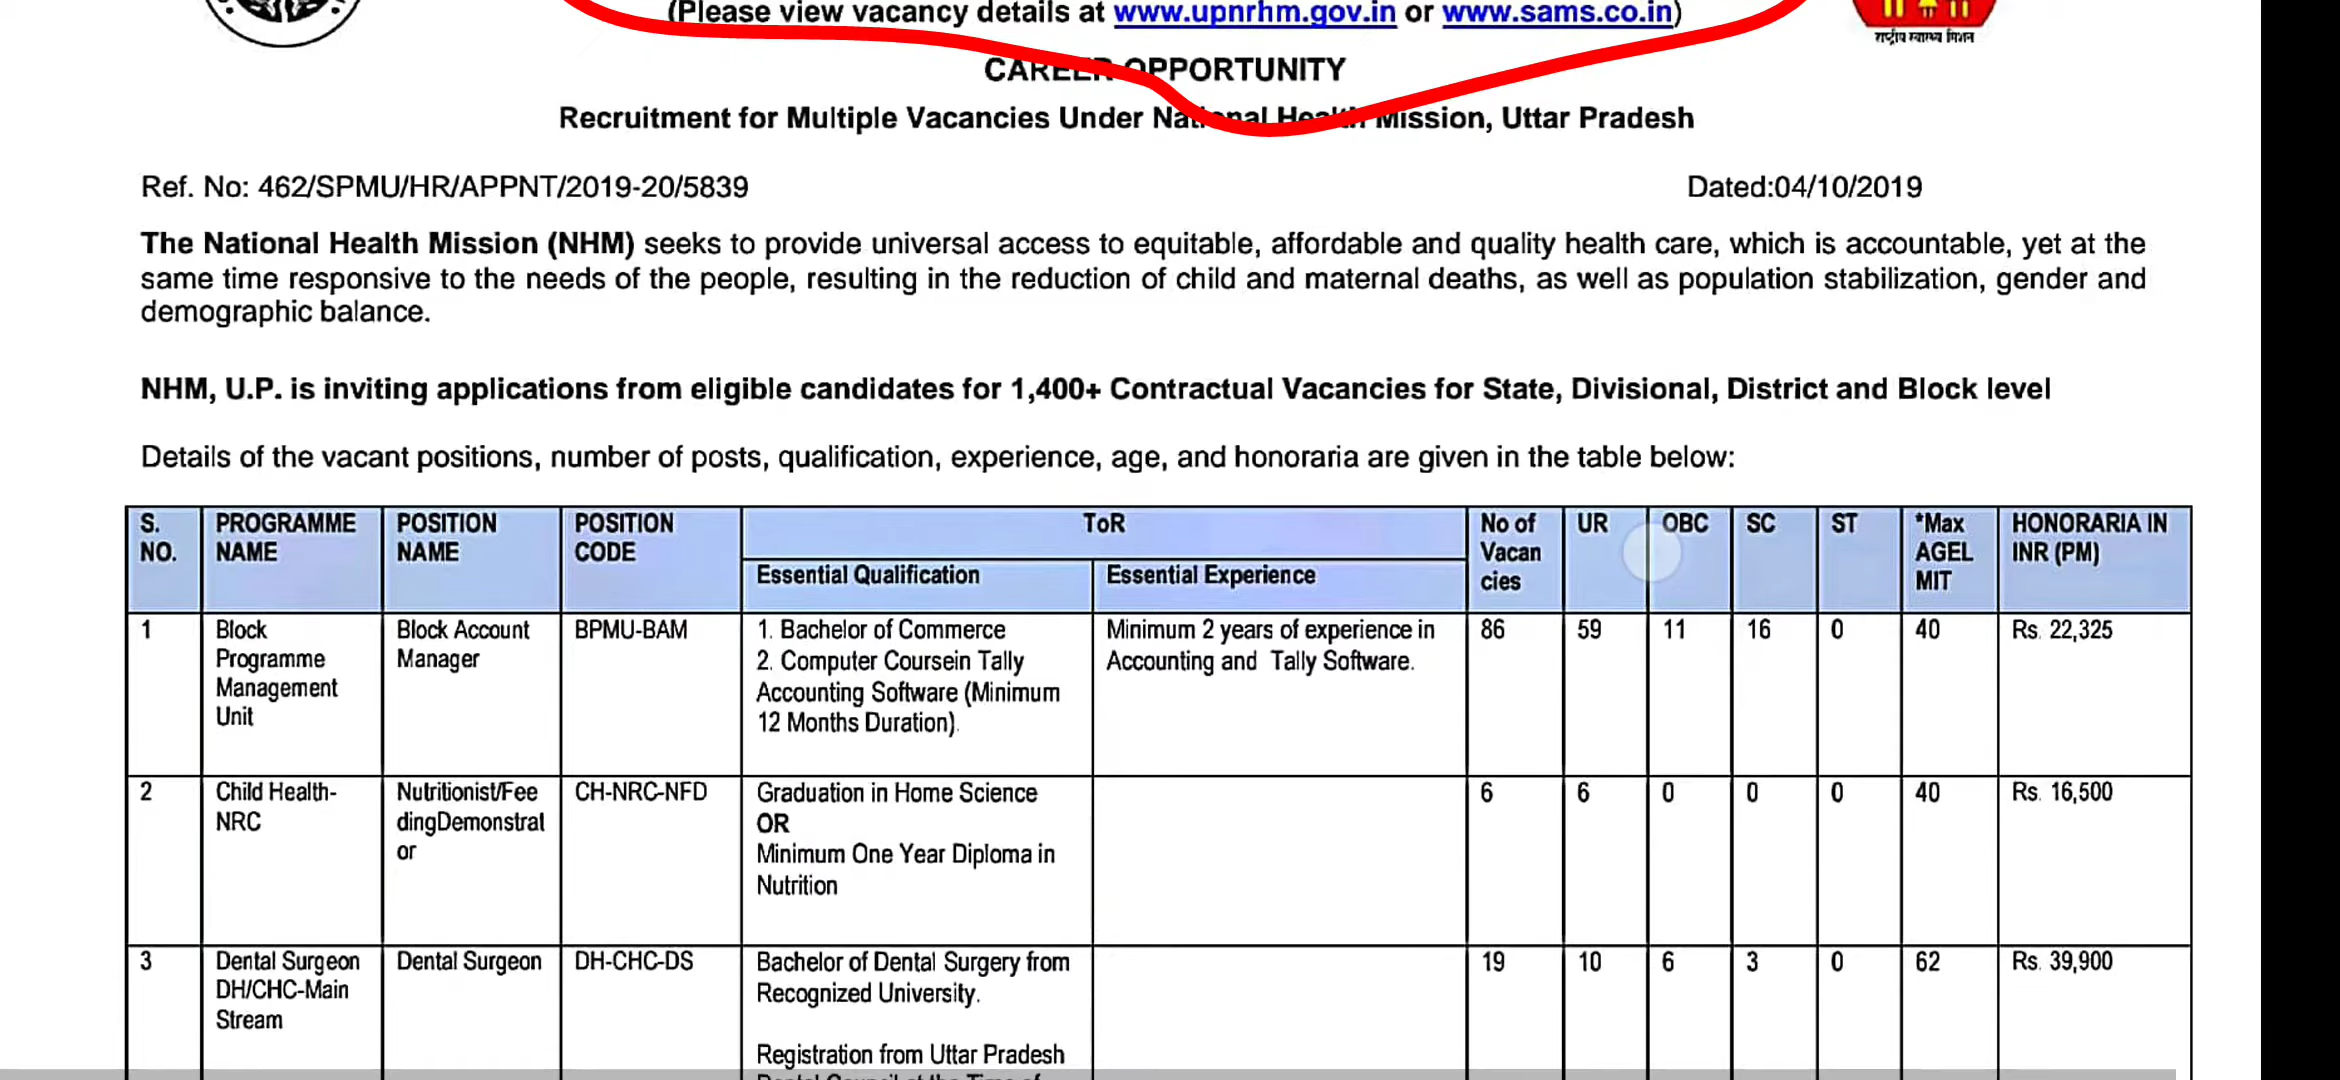 (Please view vacancy details at www.upnrhm.gov.in or www.sams.co.in)
राष्ट्रीय स्वास्थ्य मिशन
CAREER OPPORTUNITY
Recruitment for Multiple Vacancies Under National Health Mission, Uttar Pradesh
Ref. No: 462/SPMU/HR/APPNT/2019-20/5839 Dated:04/10/2019
The National Health Mission (NHM) seeks to provide universal access to equitable, affordable and quality health care, which is accountable, yet at the
same time responsive to the needs of the people, resulting in the reduction of child and maternal deaths, as well as population stabilization, gender and
demographic balance.
NHM, U.P. is inviting applications from eligible candidates for 1,400+ Contractual Vacancies for State, Divisional, District and Block level
Details of the vacant positions, number of posts, qualification, experience, age, and honoraria are given in the table below:
S.
NO.
PROGRAMME
NAME
POSITION
NAME
POSITION
CODE
ToR
Essential Qualification
Essential Experience
No of
Vacan
cies
UR
OBC
SC
ST
*Max
AGEL
MIT
HONORARIA IN
INR (PM)
1
Block
Programme
Management
Unit
Block Account
Manager
BPMU-BAM
1. Bachelor of Commerce
2. Computer Coursein Tally
Accounting Software (Minimum
12 Months Duration).
Minimum 2 years of experience in
Accounting and Tally Software.
86
59
11
16
0
40
Rs. 22,325
2
Child Health-
NRC
Nutritionist/Fee
dingDemonstrat
or
CH-NRC-NFD
Graduation in Home Science
OR
Minimum One Year Diploma in
Nutrition
6
6
0
0
0
40
Rs. 16,500
3
Dental Surgeon
DH/CHC-Main
Stream
Dental Surgeon
DH-CHC-DS
Bachelor of Dental Surgery from
Recognized University.
Registration from Uttar Pradesh
19
10
6
3
0
62
Rs. 39,900